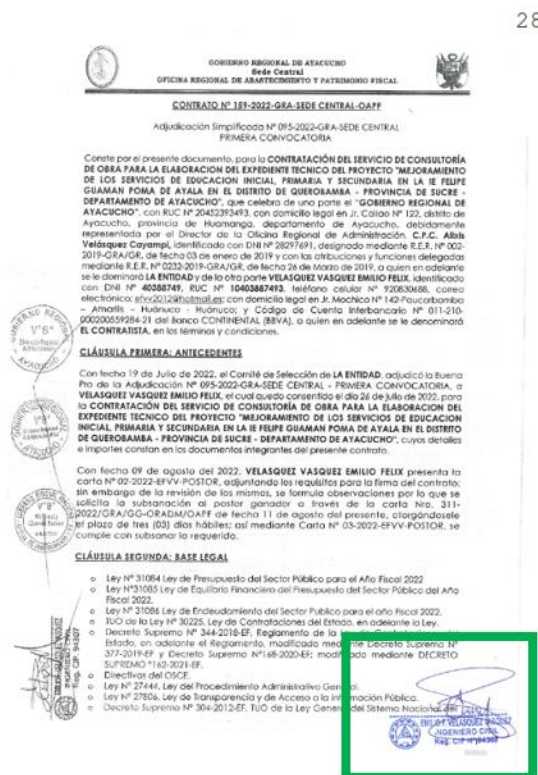 28
GOBIERNO REGIONAL DE AYACUCHO
Sede Central
OFICINA REGIONAL DE ABASTECIMIENTO Y PATRIMONIO FISCAL
CONTRATO N° 159-2022-GRA-SEDE CENTRAL-OAPF
Adjudicación Simplificada N° 095-2022-GRA-SEDE CENTRAL
PRIMERA CONVOCATORIA
Conste por el presente documento, para la CONTRATACIÓN DEL SERVICIO DE CONSULTORÍA
DE OBRA PARA LA ELABORACION DEL EXPEDIENTE TECNICO DEL PROYECTO "MEJORAMIENTO
DE LOS SERVICIOS DE EDUCACION INICIAL, PRIMARIA Y SECUNDARIA EN LA IE FELIPE
GUAMAN POMA DE AYALA EN EL DISTRITO DE QUEROBAMBA - PROVINCIA DE SUCRE -
DEPARTAMENTO DE AYACUCHO", que celebra de una parte el "GOBIERNO REGIONAL DE
AYACUCHO", con RUC N° 20452393493, con domicilio legal en Jr. Callao N° 122, distrito de
Ayacucho, provincia de Huamanga, departamento de Ayacucho, debidamente
representada por el Director de la Oficina Regional de Administración, C.P.C. Alixis
Velásquez Cayampi, identificado con DNI N° 28297691, designado mediante R.E.R. N° 002-
2019-GRA/GR, de fecha 03 de enero de 2019 y con las atribuciones y funciones delegadas
mediante R.E.R. N° 0232-2019-GRA/GR, de fecha 26 de Marzo de 2019, a quien en adelante
se le dominará LA ENTIDAD y de la otra parte VELASQUEZ VASQUEZ EMILIO FELIX, identificado
con DNI N° 40388749, RUC N° 10403887493, teléfono celular N° 920830688, correo
electrónico: efvv2012@hotmail.es; con domicilio legal en Jr. Mochica N° 142-Paucarbamba
– Amarilis – Huánuco - Huánuco; y Código de Cuenta Interbancario N° 011-210-
000200559284-21 del Banco CONTINENTAL (BBVA), a quien en adelante se le denominará
EL CONTRATISTA, en los términos y condiciones.
CLÁUSULA PRIMERA: ANTECEDENTES
Con fecha 19 de Julio de 2022, el Comité de Selección de LA ENTIDAD, adjudicó la Buena
Pro de la Adjudicación N° 095-2022-GRA-SEDE CENTRAL - PRIMERA CONVOCATORIA, a
VELASQUEZ VASQUEZ EMILIO FELIX, el cual quedo consentido el día 26 de julio de 2022, para
la CONTRATACIÓN DEL SERVICIO DE CONSULTORÍA DE OBRA PARA LA ELABORACION DEL
EXPEDIENTE TECNICO DEL PROYECTO "MEJORAMIENTO DE LOS SERVICIOS DE EDUCACION
INICIAL, PRIMARIA Y SECUNDARIA EN LA IE FELIPE GUAMAN POMA DE AYALA EN EL DISTRITO
DE QUEROBAMBA - PROVINCIA DE SUCRE - DEPARTAMENTO DE AYACUCHO", cuyos detalles
e importes constan en los documentos integrantes del presente contrato.
Con fecha 09 de agosto del 2022, VELASQUEZ VASQUEZ EMILIO FELIX presenta la
carta N° 02-2022-EFVV-POSTOR, adjuntando los requisitos para la firma del contrato;
sin embargo de la revisión de los mismos, se formula observaciones por lo que se
solicita la subsanación al postor ganador a través de la carta Nro. 311-
2022/GRA/GG-ORADM/OAPF de fecha 11 de agosto del presente, otorgándosele
el plazo de tres (03) días hábiles; así mediante Carta N° 03-2022-EFVV-POSTOR, se
cumple con subsanar lo requerido.
CLÁUSULA SEGUNDA: BASE LEGAL
o Ley N° 31084 Ley de Presupuesto del Sector Público para el Año Fiscal 2022
o Ley N°31085 Ley de Equilibrio Financiero del Presupuesto del Sector Público del Año
Fiscal 2022.
o Ley N° 31086 Ley de Endeudamiento del Sector Público para el año Fiscal 2022.
o TUO de la Ley N° 30225, Ley de Contrataciones del Estado, en adelante la Ley.
o Decreto Supremo N° 344-2018-EF, Reglamento de la Ley de Contrataciones del
Estado, en adelante el Reglamento, modificado mediante Decreto Supremo N°
377-2019-EF y Decreto Supremo N°168-2020-EF; modificado mediante DECRETO
SUPREMO °162-2021-EF.
o Directivas del OSCE.
o Ley N° 27444, Ley del Procedimiento Administrativo General.
o Ley N° 27806, Ley de Transparencia y de Acceso a la Información Pública.
o Decreto Supremo N° 304-2012-EF, TUO de la Ley General del Sistema Nacional del
GOBIERNO REGIONAL
V°B°
AYACUCHO
V°B°
V°B°
INGENIERO CIVIL
Reg. CIP. 94307
EMILIO F. VELASQUEZ VASQUEZ
INGENIERO CIVIL
Reg. CIP N°94307